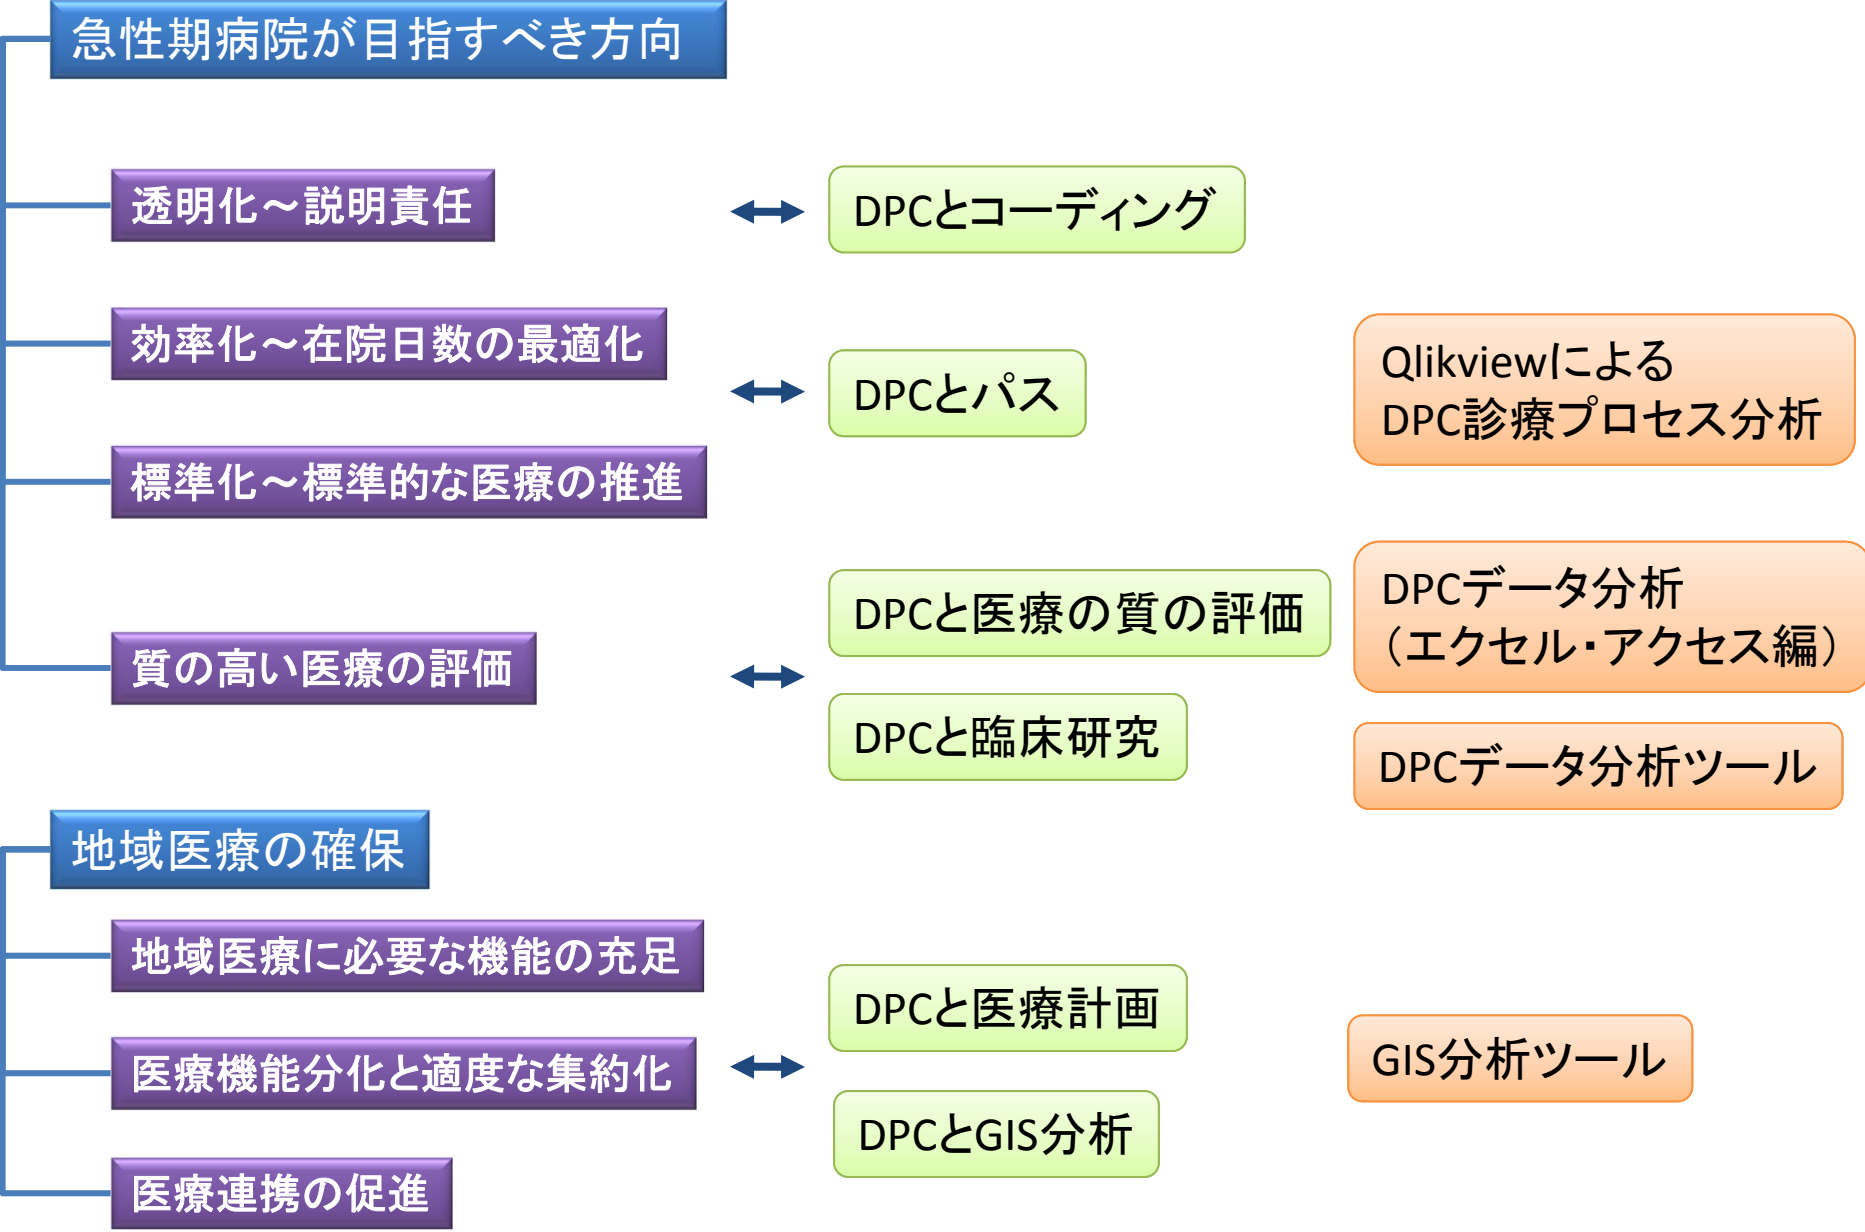 急性期病院が目指すべき方向
透明化～説明責任
DPCとコーディング
効率化～在院日数の最適化
DPCとパス
Qlikviewによる
DPC診療プロセス分析
標準化～標準的な医療の推進
DPCと医療の質の評価
DPCデータ分析
（エクセル・アクセス編）
質の高い医療の評価
DPCと臨床研究
DPCデータ分析ツール
地域医療の確保
地域医療に必要な機能の充足
DPCと医療計画
医療機能分化と適度な集約化
GIS分析ツール
DPCとGIS分析
医療連携の促進